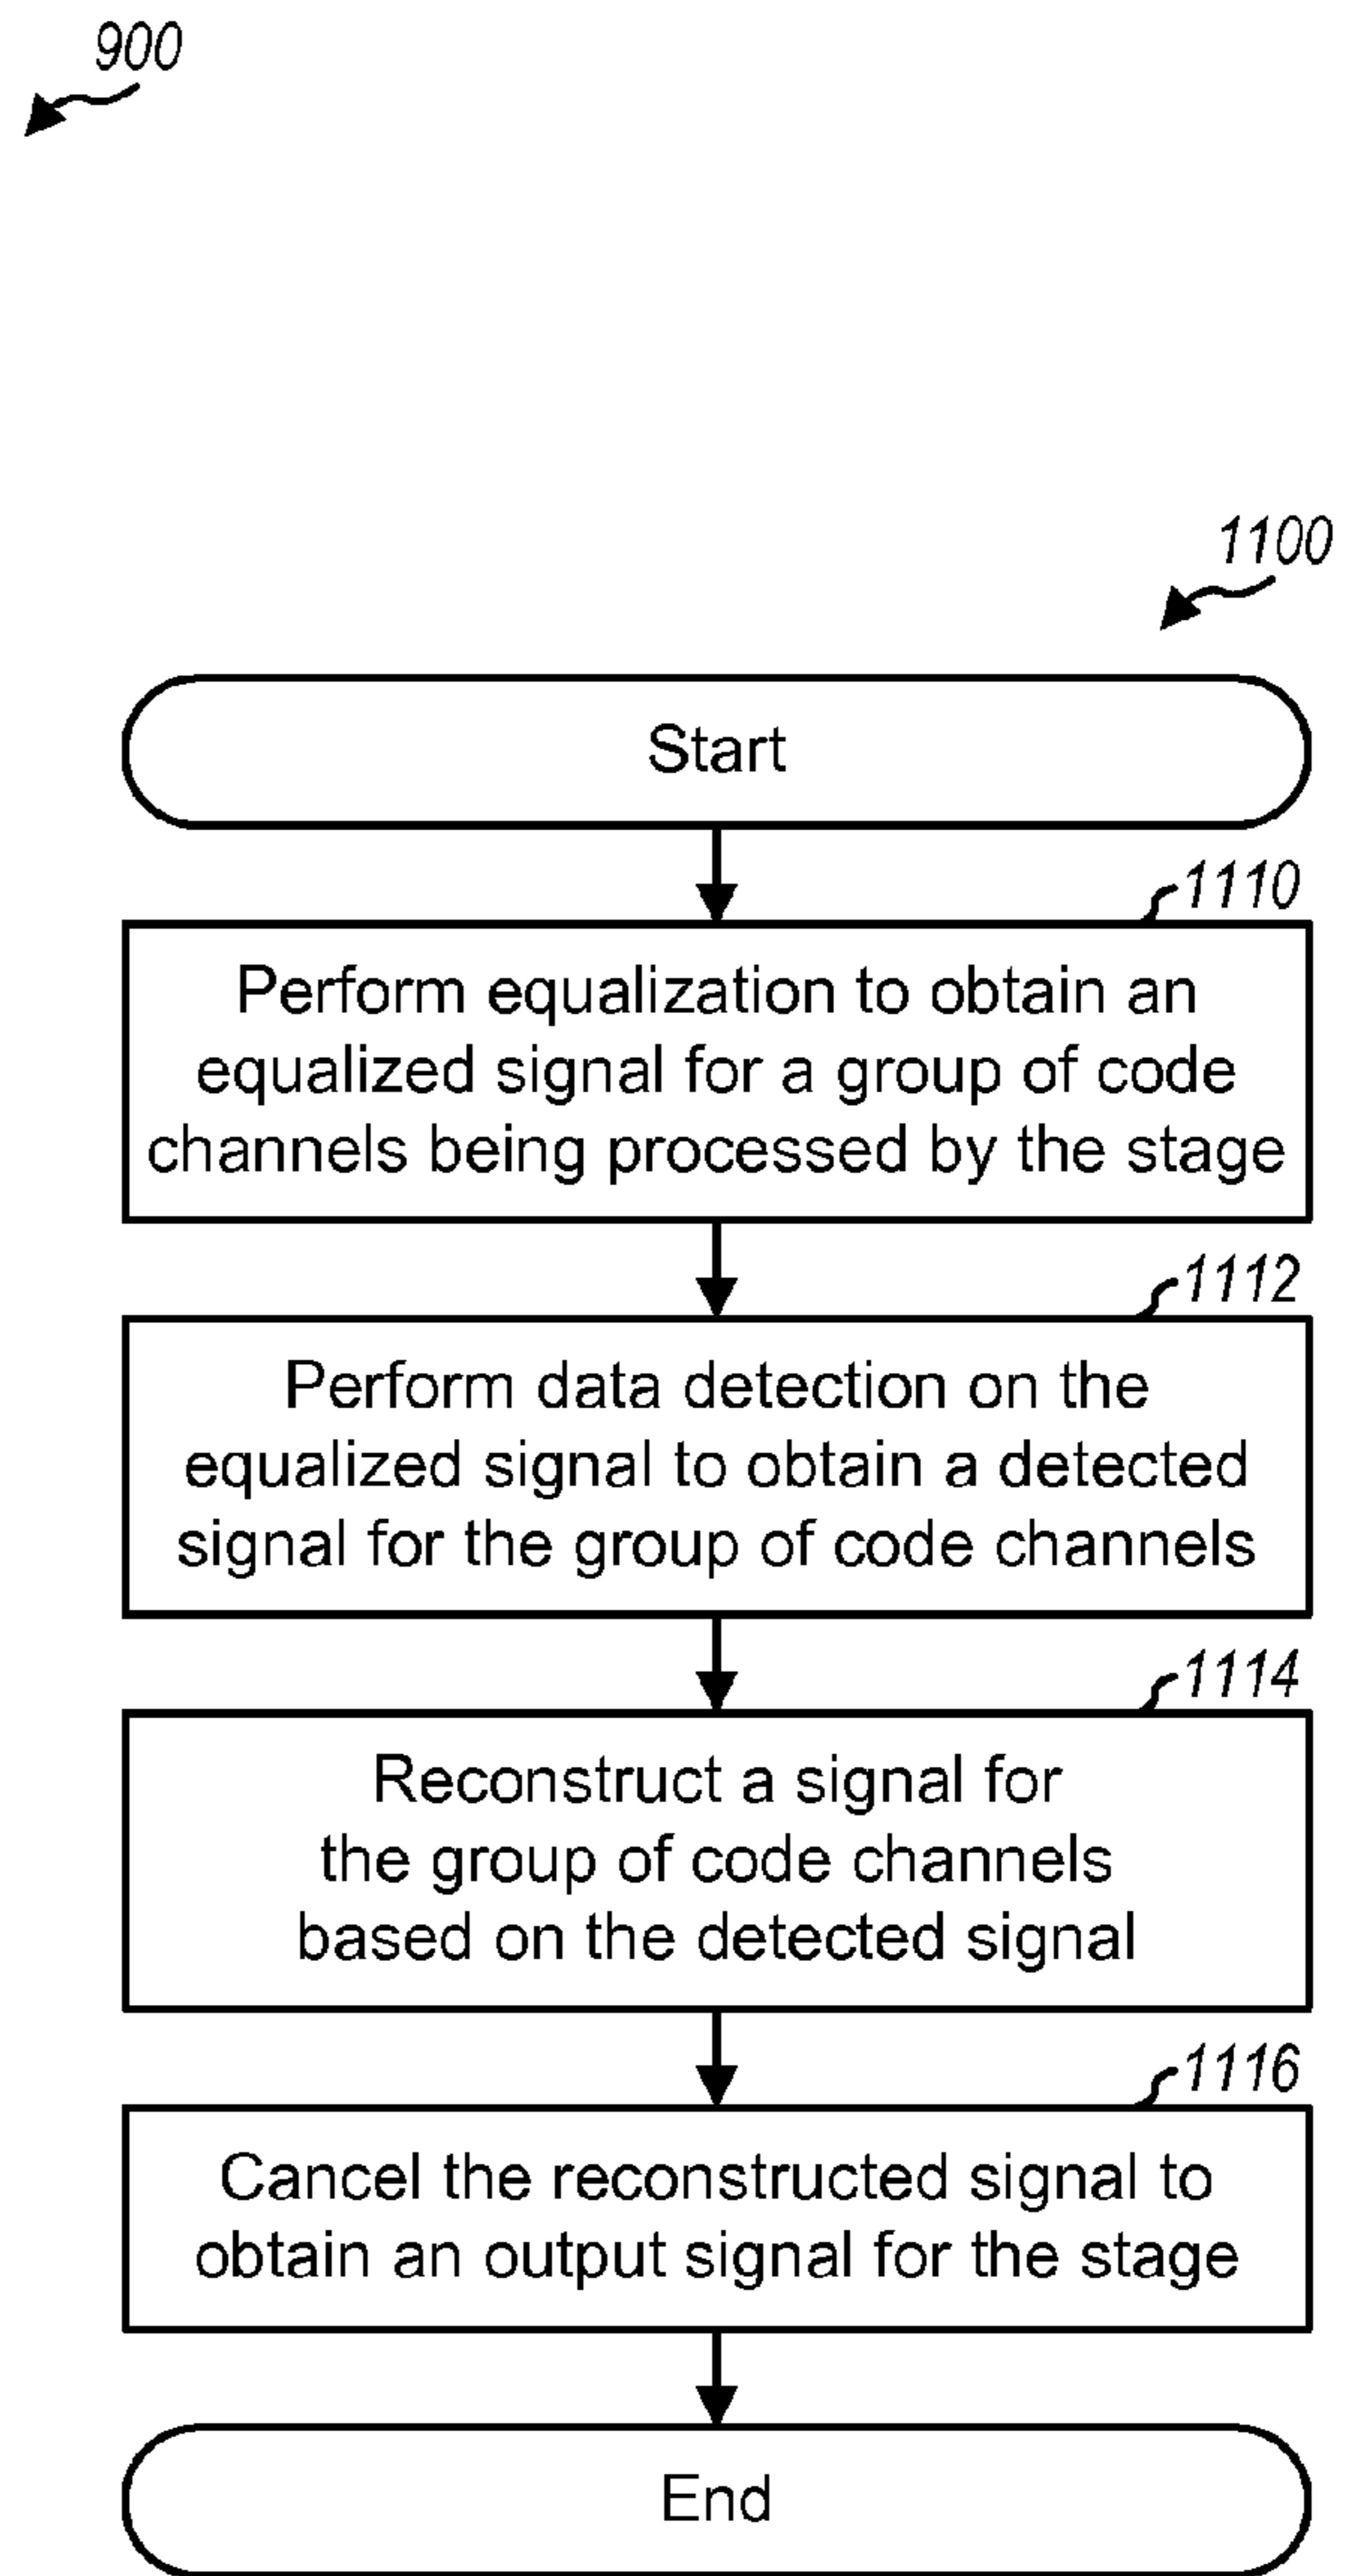 900
1100
Start
1110
Perform equalization to obtain an
equalized signal for a group of code
channels being processed by the stage
1112
Perform data detection on the
equalized signal to obtain a detected
signal for the group of code channels
1114
Reconstruct a signal for
the group of code channels
based on the detected signal
1116
Cancel the reconstructed signal to
obtain an output signal for the stage
End